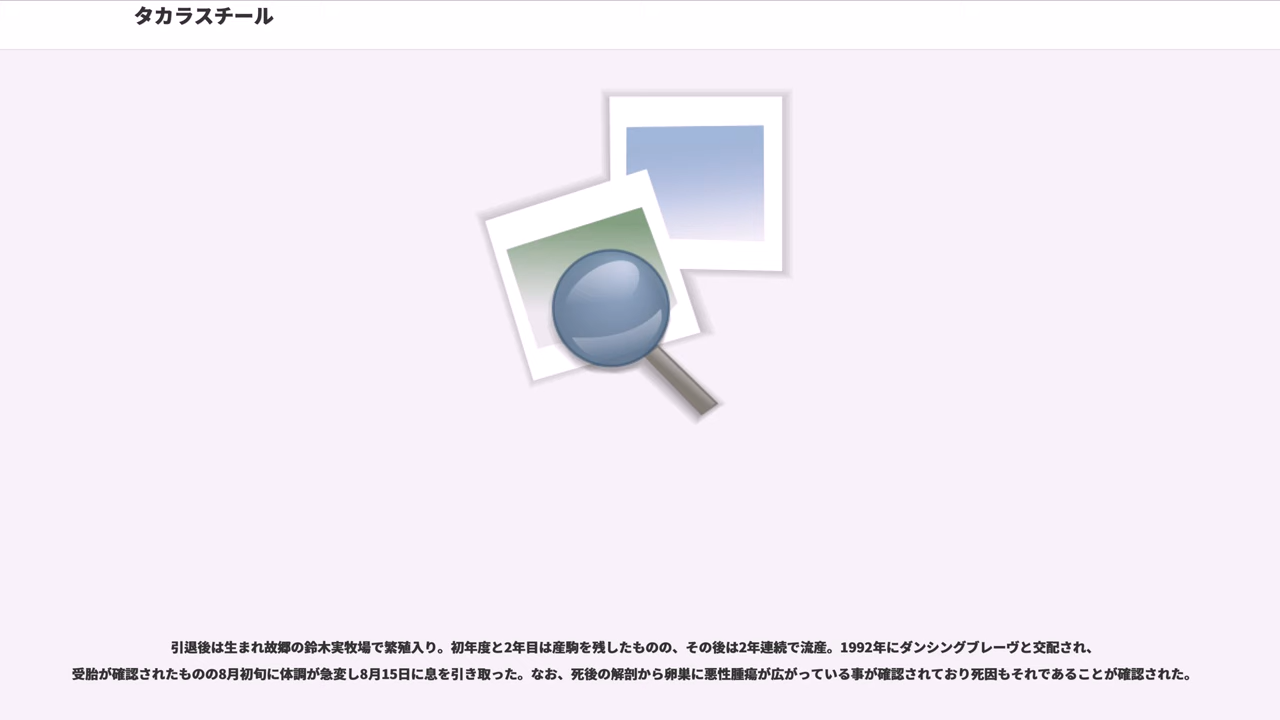 タカラスチール
引退後は生まれ故郷の鈴木実牧場で繁殖入り。初年度と2年目は産駒を残したものの、その後は2年連続で流産。1992年にダンシングブレーヴと交配され、
受胎が確認されたものの8月初旬に体調が急変し8月15日に息を引き取った。なお、死後の解剖から卵巣に悪性腫瘍が広がっている事が確認されており死因もそれであることが確認された。